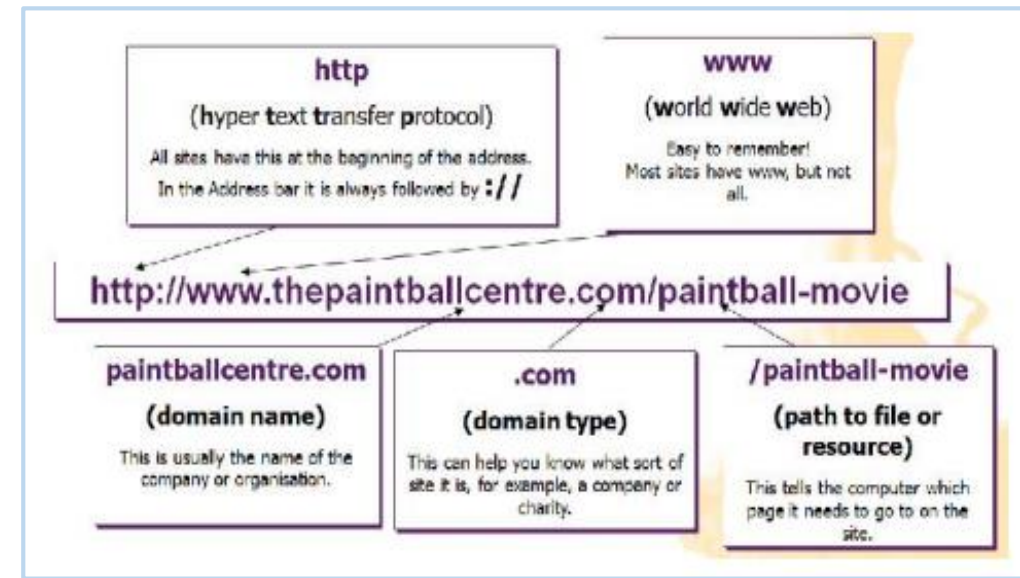 http
(hyper text transfer protocol)
All sites have this at the beginning of the address.
In the Address bar it is always followed by ://
www
(world wide web)
Easy to remember!
Most sites have www, but not
all.
http://www.thepaintballcentre.com/paintball-movie
paintballcentre.com
(domain name)
This is usually the name of the
company or organisation.
.com
(domain type)
This can help you know what sort of
site it is, for example, a company or
charity.
/paintball-movie
(path to file or
resource)
This tells the computer which
page it needs to go to on the
site.